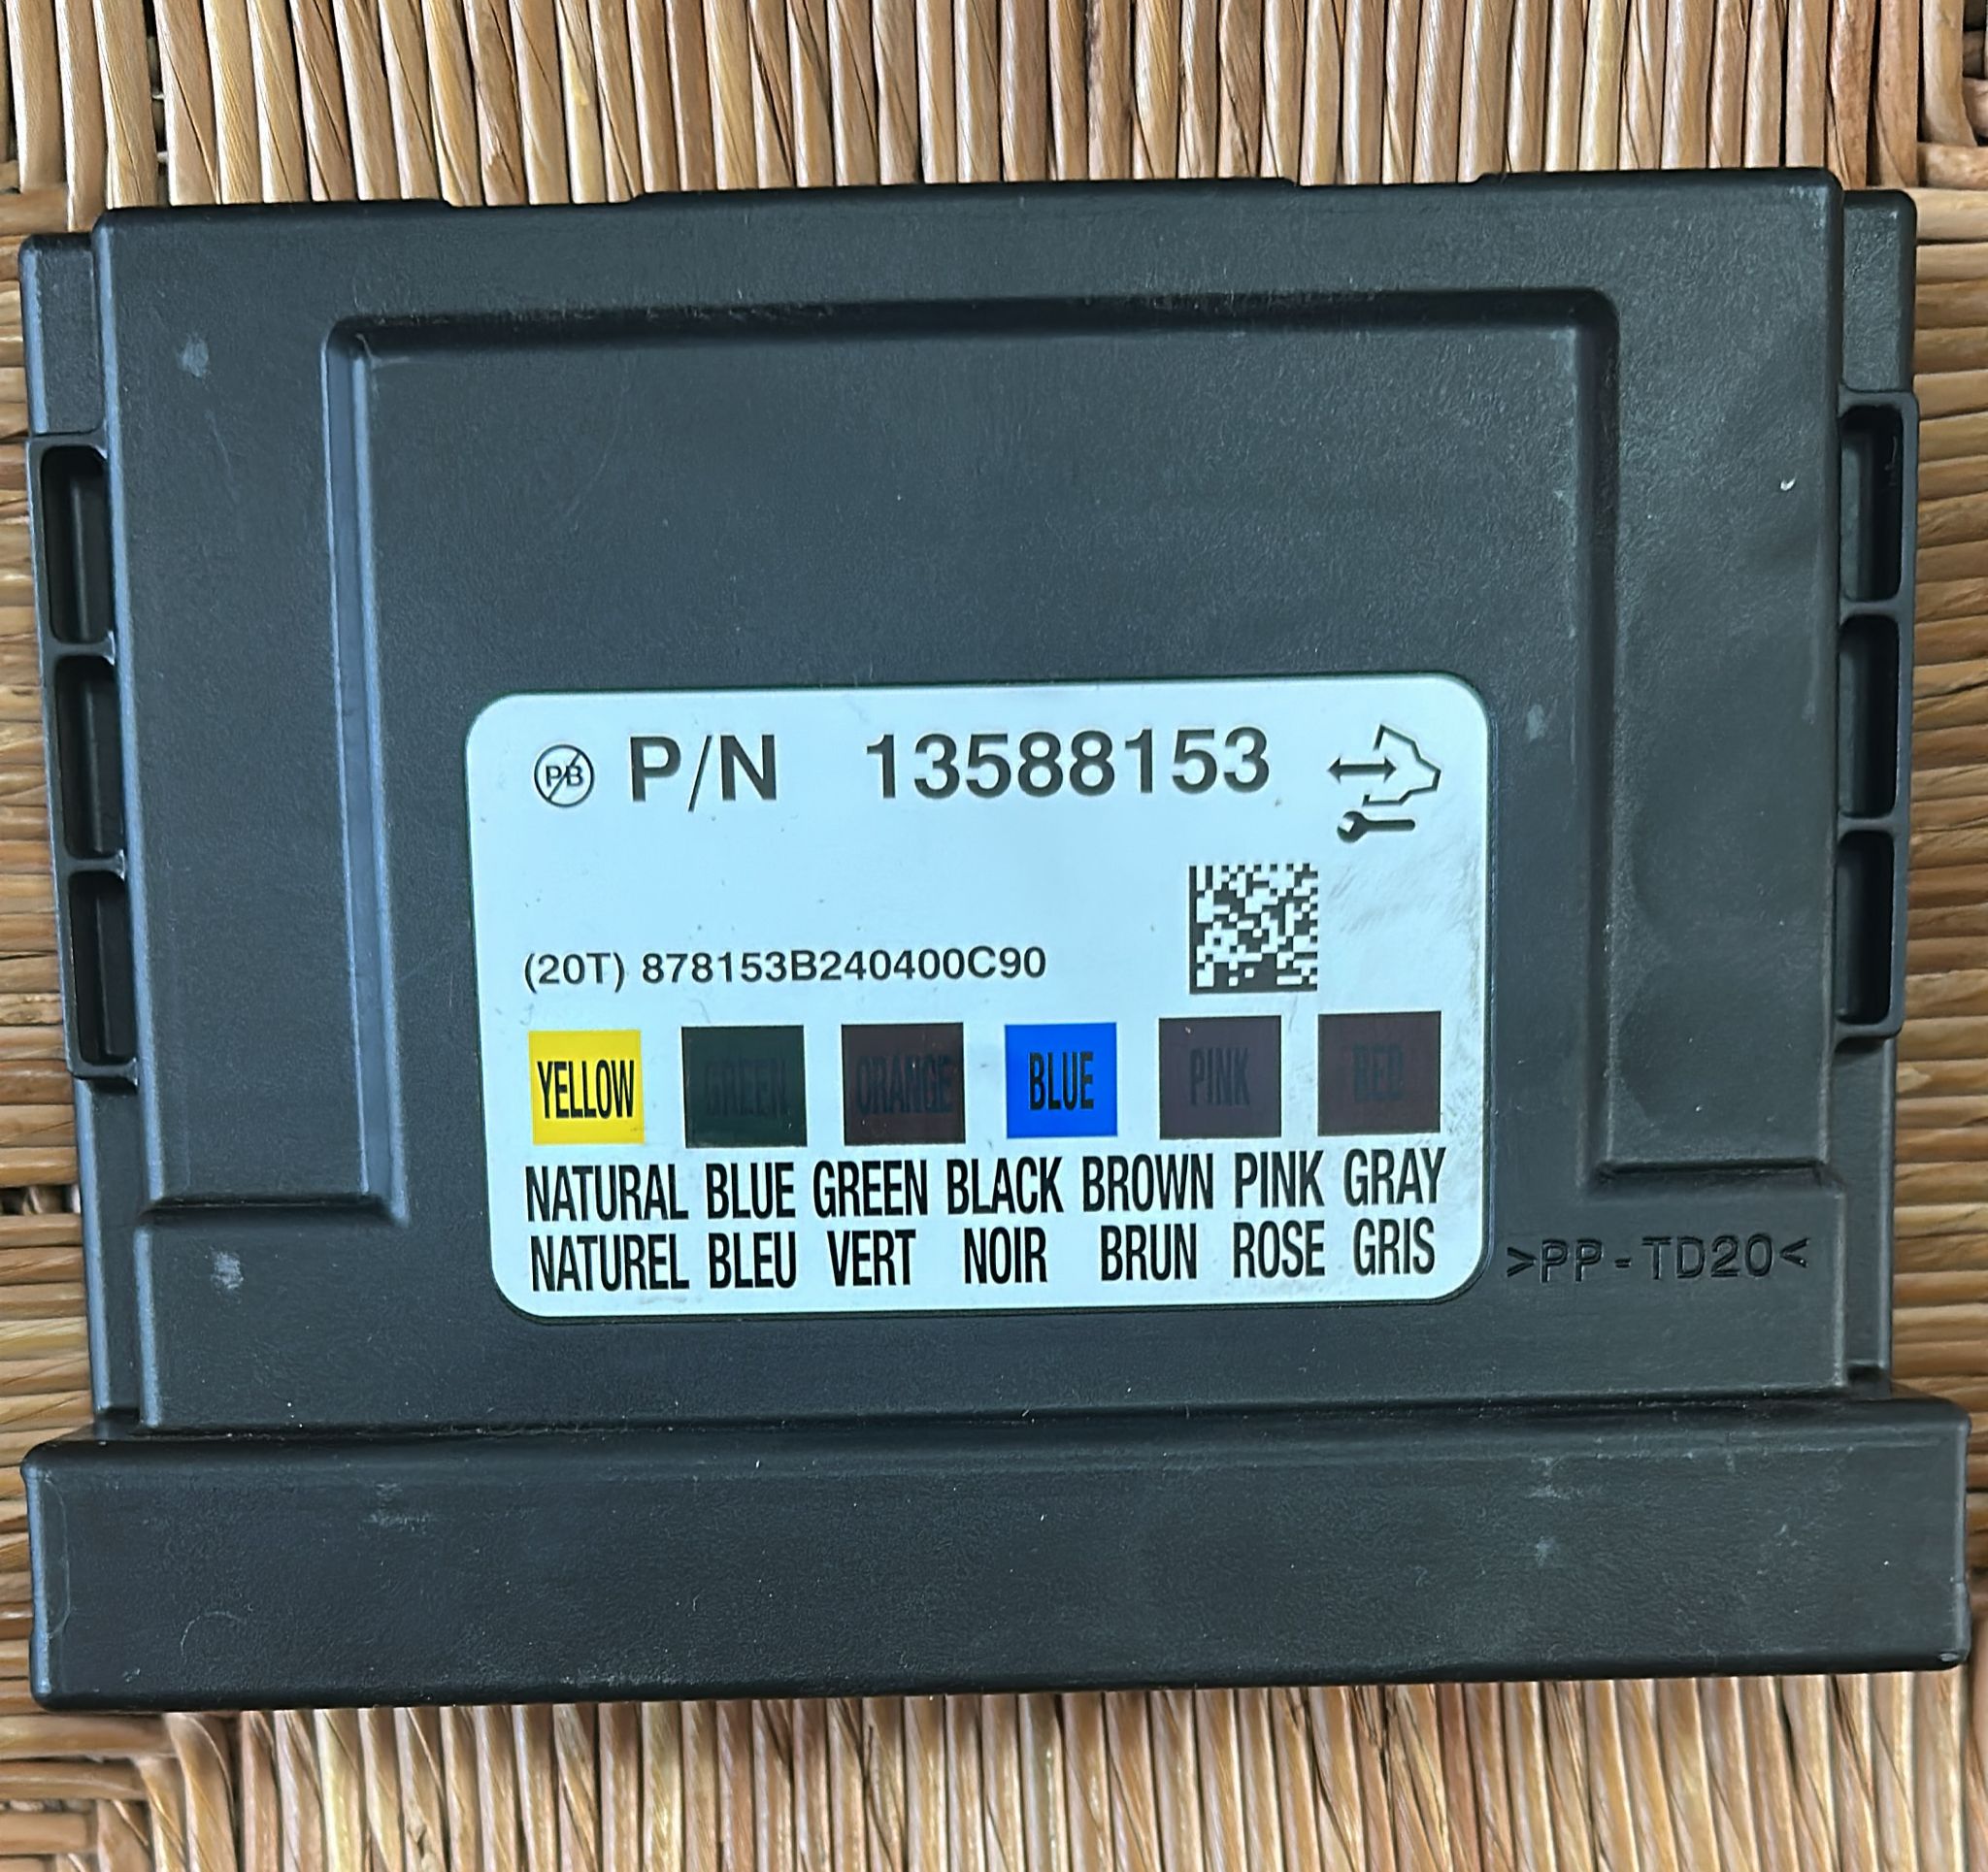 PB P/N 13588153
(20T) 878153B240400C90
YELLOW GREEN ORANGE BLUE PINK RED
NATURAL BLUE GREEN BLACK BROWN PINK GRAY
NATUREL BLEU VERT NOIR BRUN ROSE GRIS
>PP-TD20<